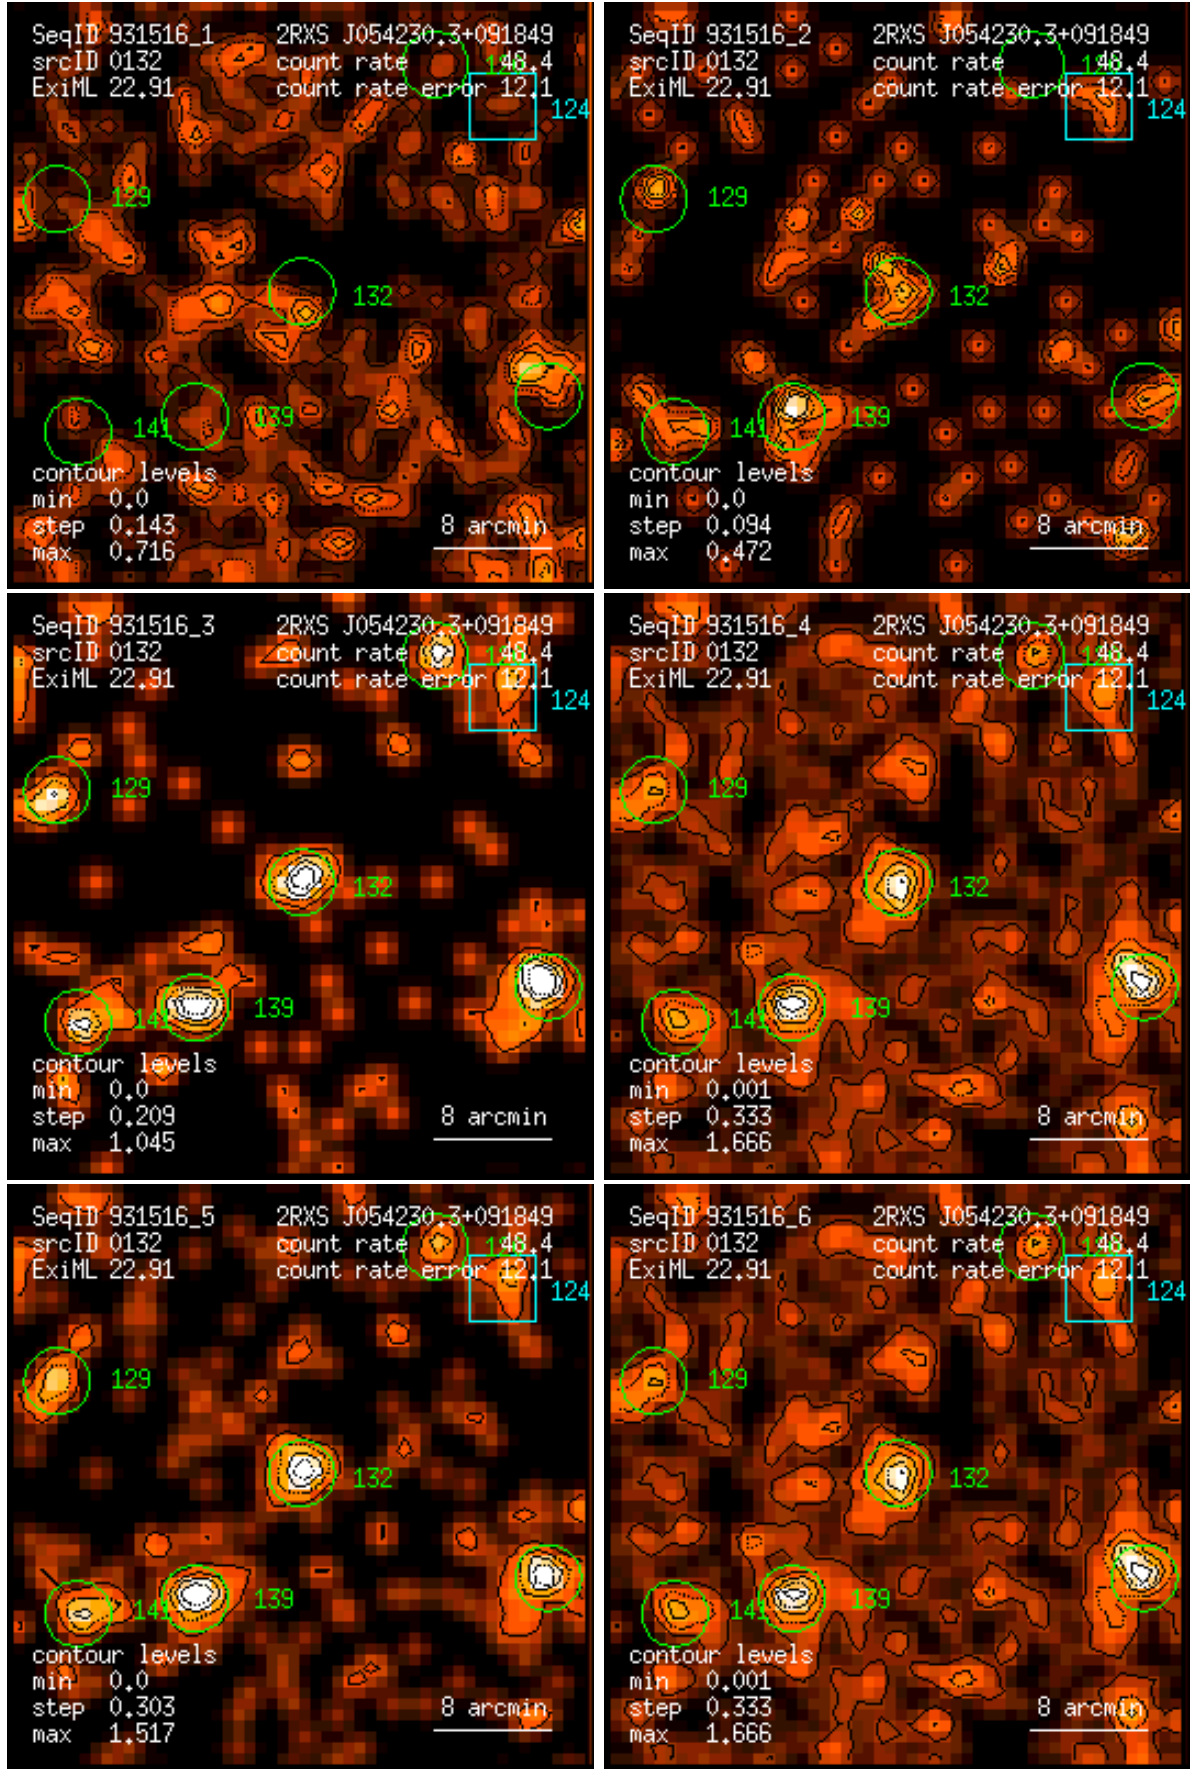 SeqID 931516_1 2RXS J054230.3+091849
srcID 0132 count rate 48.4
ExiML 22.91 count rate error 12.1
124
129
132
141 139
contour levels
min 0.0
step 0.143 8 arcmin
max 0.716
SeqID 931516_2 2RXS J054230.3+091849
srcID 0132 count rate 48.4
ExiML 22.91 count rate error 12.1
124
129
132
141 139
contour levels
min 0.0
step 0.094 8 arcmin
max 0.472
SeqID 931516_3 2RXS J054230.3+091849
srcID 0132 count rate 48.4
ExiML 22.91 count rate error 12.1
124
129
132
141 139
contour levels
min 0.0
step 0.209 8 arcmin
max 1.045
SeqID 931516_4 2RXS J054230.3+091849
srcID 0132 count rate 48.4
ExiML 22.91 count rate error 12.1
124
129
132
141 139
contour levels
min 0.001
step 0.333 8 arcmin
max 1.666
SeqID 931516_5 2RXS J054230.3+091849
srcID 0132 count rate 48.4
ExiML 22.91 count rate error 12.1
124
129
132
141 139
contour levels
min 0.0
step 0.303 8 arcmin
max 1.517
SeqID 931516_6 2RXS J054230.3+091849
srcID 0132 count rate 48.4
ExiML 22.91 count rate error 12.1
124
129
132
141 139
contour levels
min 0.001
step 0.333 8 arcmin
max 1.666